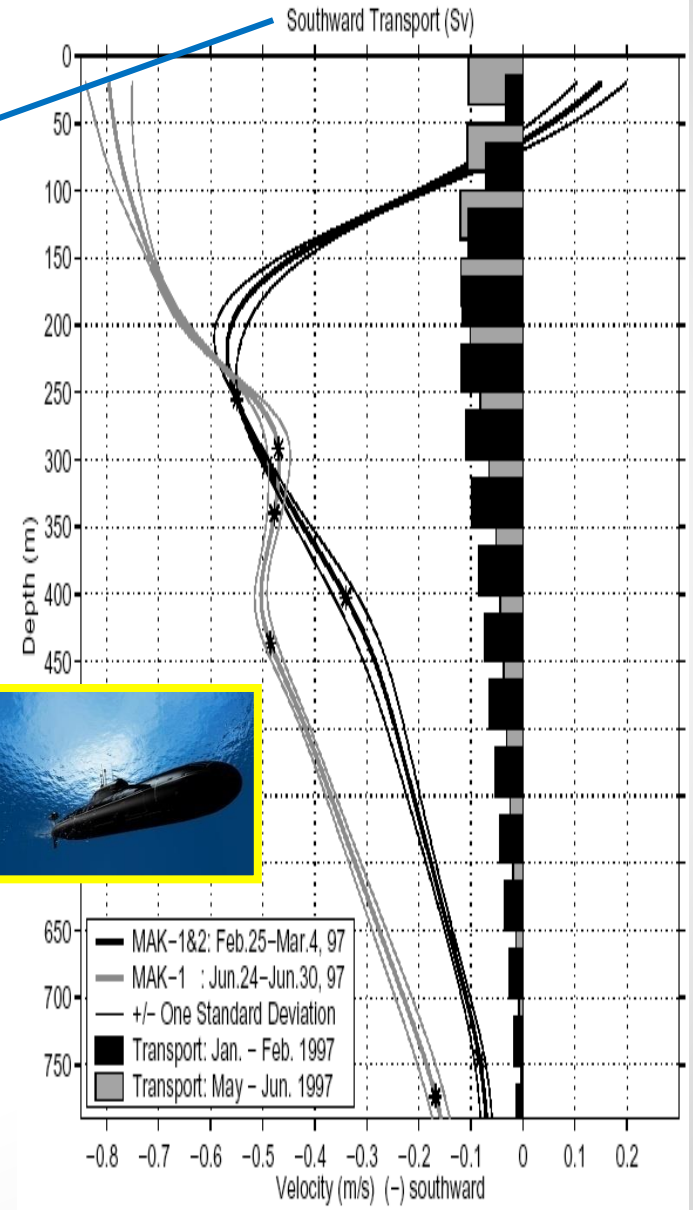 Southward Transport (Sv)
0
50
100
150
200
250
300
350
400
450
650
700
750
Depth (m)
MAK−1&2: Feb.25−Mar.4, 97
MAK−1 : Jun.24−Jun.30, 97
+/− One Standard Deviation
Transport: Jan. − Feb. 1997
Transport: May − Jun. 1997
−0.8 −0.7 −0.6 −0.5 −0.4 −0.3 −0.2 −0.1 0 0.1 0.2
Velocity (m/s) (−) southward